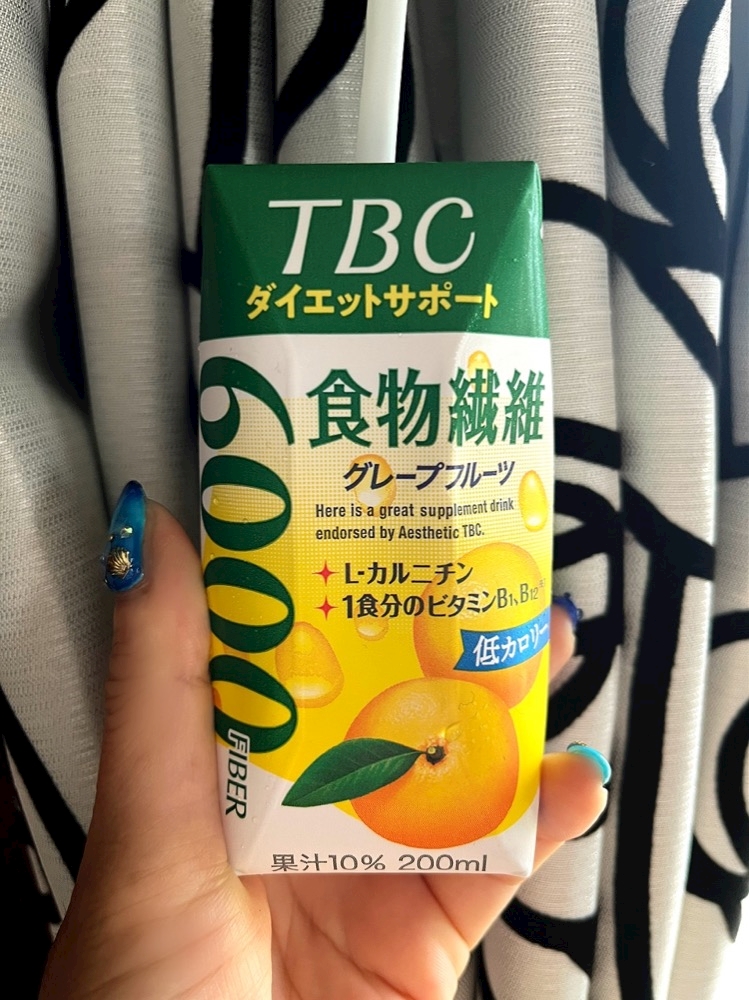 TBC
ダイエットサポート
6000
FIBER
食物繊維
グレープフルーツ
Here is a great supplement drink
endorsed by Aesthetic TBC.
L-カルニチン
1食分のビタミンB1、B12
低カロリー
果汁10% 200ml